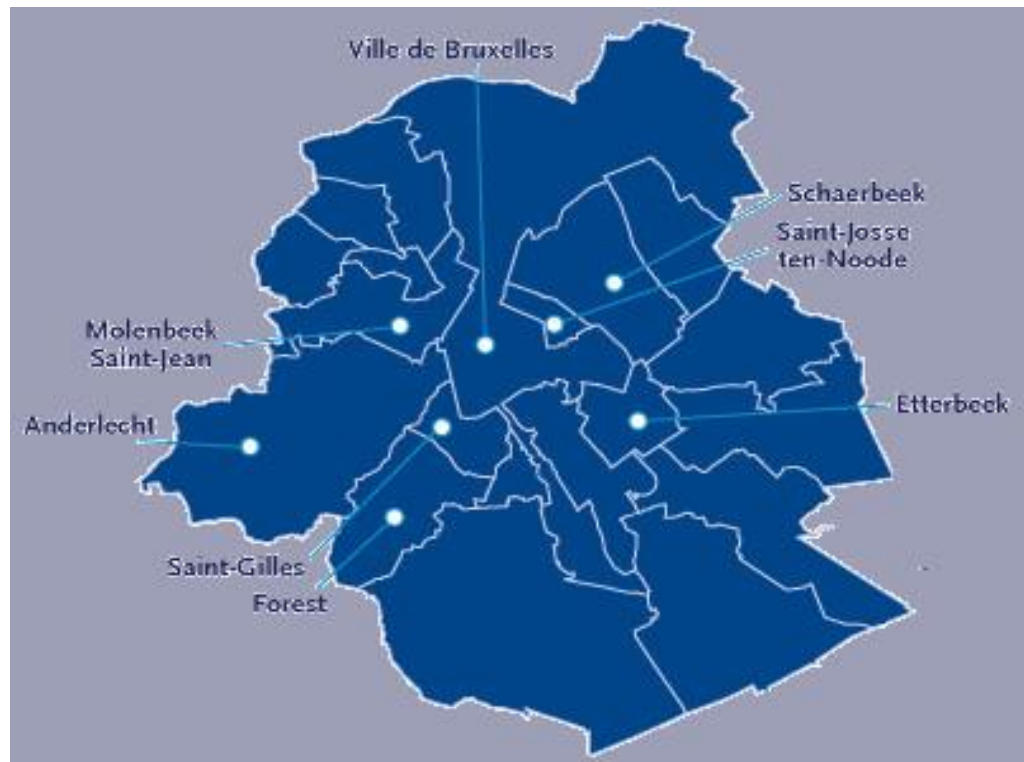 Ville de Bruxelles
Schaerbeek
Saint-Josse
ten-Noode
Molenbeek
Saint-Jean
Etterbeek
Anderlecht
Saint-Gilles
Forest